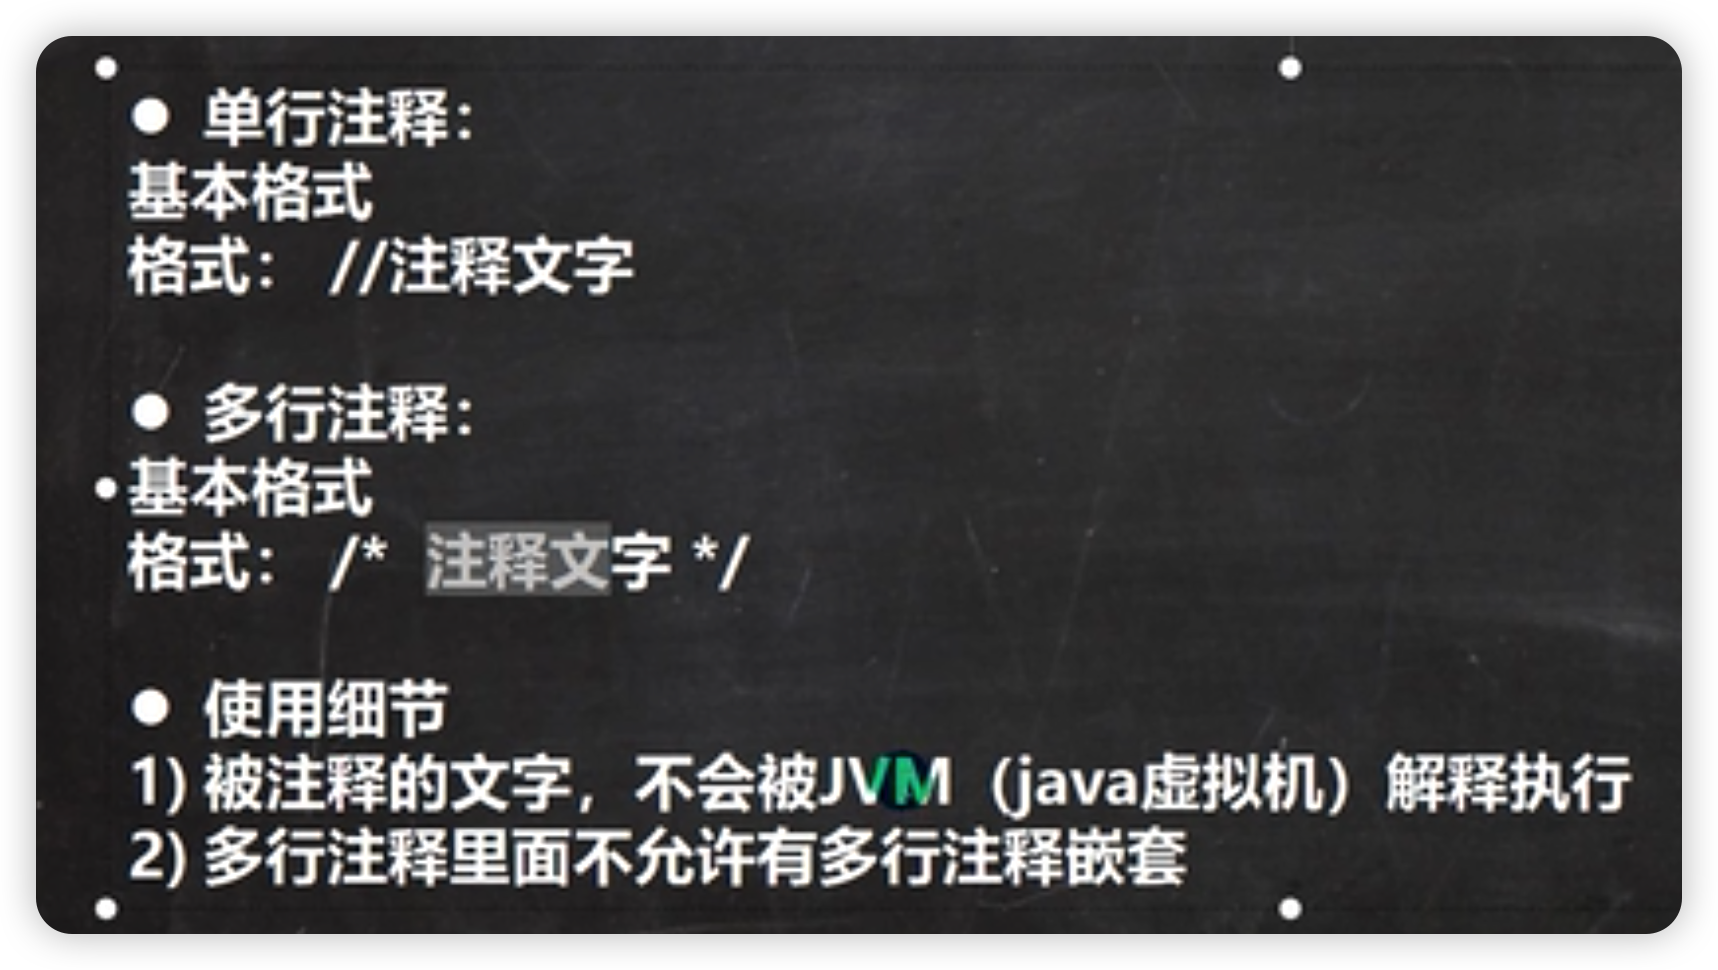 ● 单行注释：
基本格式
格式： //注释文字
● 多行注释：
基本格式
格式： /* 注释文字 */
● 使用细节
1) 被注释的文字，不会被JVM（java虚拟机）解释执行
2) 多行注释里面不允许有多行注释嵌套